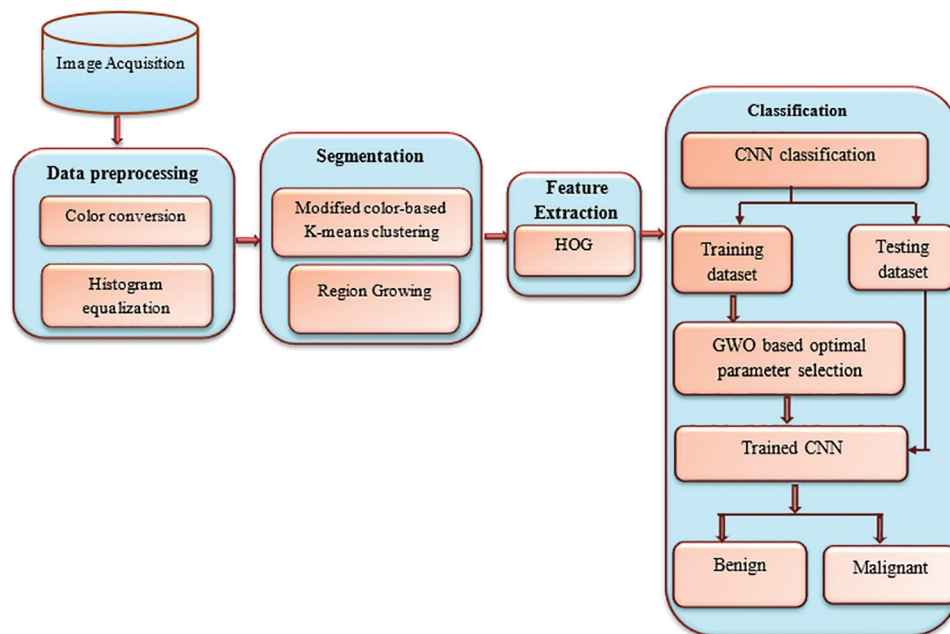 Image Acquisition
Data preprocessing
Color conversion
Histogram
equalization
Segmentation
Modified color-based
K-means clustering
Region Growing
Feature
Extraction
HOG
Classification
CNN classification
Training
dataset
Testing
dataset
GWO based optimal
parameter selection
Trained CNN
Benign
Malignant